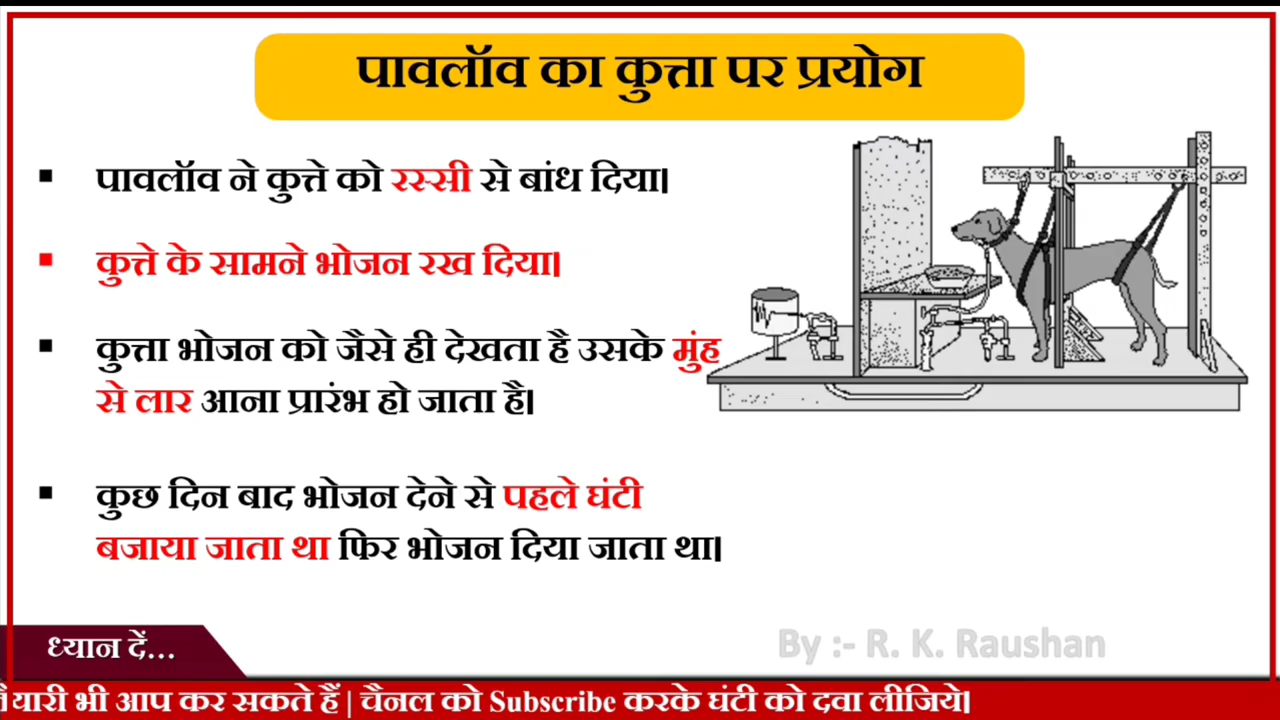 पावलॉव का कुत्ता पर प्रयोग
▪ पावलॉव ने कुत्ते को रस्सी से बांध दिया।
▪ कुत्ते के सामने भोजन रख दिया।
▪ कुत्ता भोजन को जैसे ही देखता है उसके मुंह
से लार आना प्रारंभ हो जाता है।
▪ कुछ दिन बाद भोजन देने से पहले घंटी
बजाया जाता था फिर भोजन दिया जाता था।
ध्यान दें...
By :- R. K. Raushan
तैयारी भी आप कर सकते हैं | चैनल को Subscribe करके घंटी को दवा लीजिये।